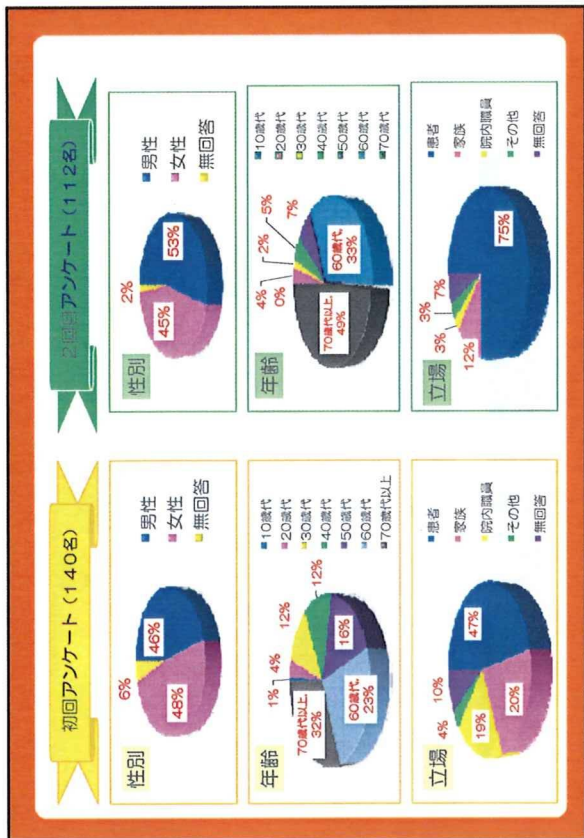 初回アンケート(140名)
性別
6%
46%
48%
男性
女性
無回答
年齢
1%
4%
12%
12%
16%
60歳代,
23%
70歳代以上,
32%
10歳代
20歳代
30歳代
40歳代
50歳代
60歳代
70歳代以上
立場
4%
10%
19%
20%
47%
患者
家族
院内職員
その他
無回答
2回目アンケート(112名)
性別
2%
53%
45%
男性
女性
無回答
年齢
0%
4%
2%
5%
7%
60歳代,
33%
70歳代以上,
49%
10歳代
20歳代
30歳代
40歳代
50歳代
60歳代
70歳代
立場
12%
3%
3%
7%
75%
患者
家族
院内職員
その他
無回答